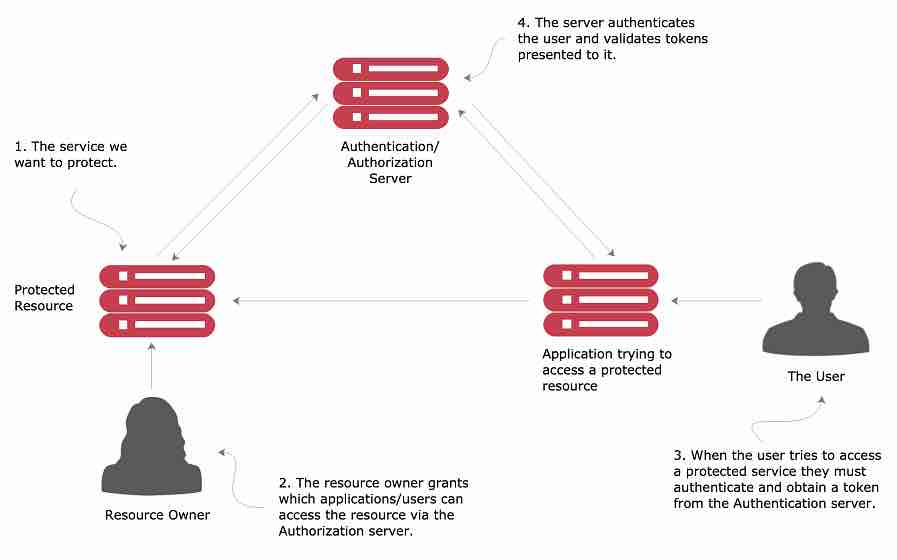 4. The server authenticates
the user and validates tokens
presented to it.
Authentication/
Authorization
Server
1. The service we
want to protect.
Protected
Resource
Application trying to
access a protected
resource
The User
Resource Owner
2. The resource owner grants
which applications/users can
access the resource via the
Authorization server.
3. When the user tries to access
a protected service they must
authenticate and obtain a token
from the Authentication server.